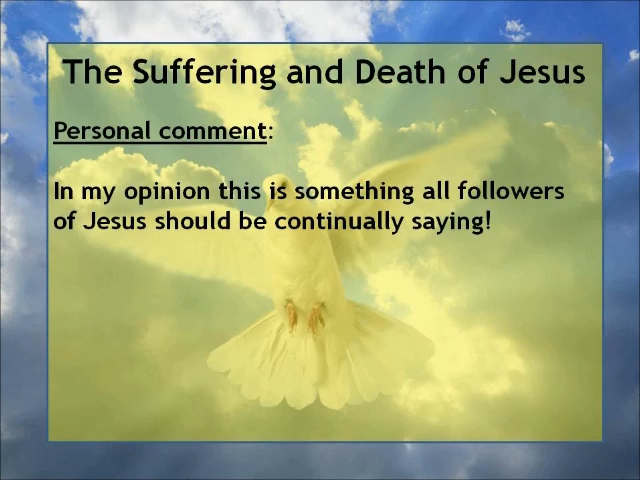 The Suffering and Death of Jesus
Personal comment:
In my opinion this is something all followers
of Jesus should be continually saying!